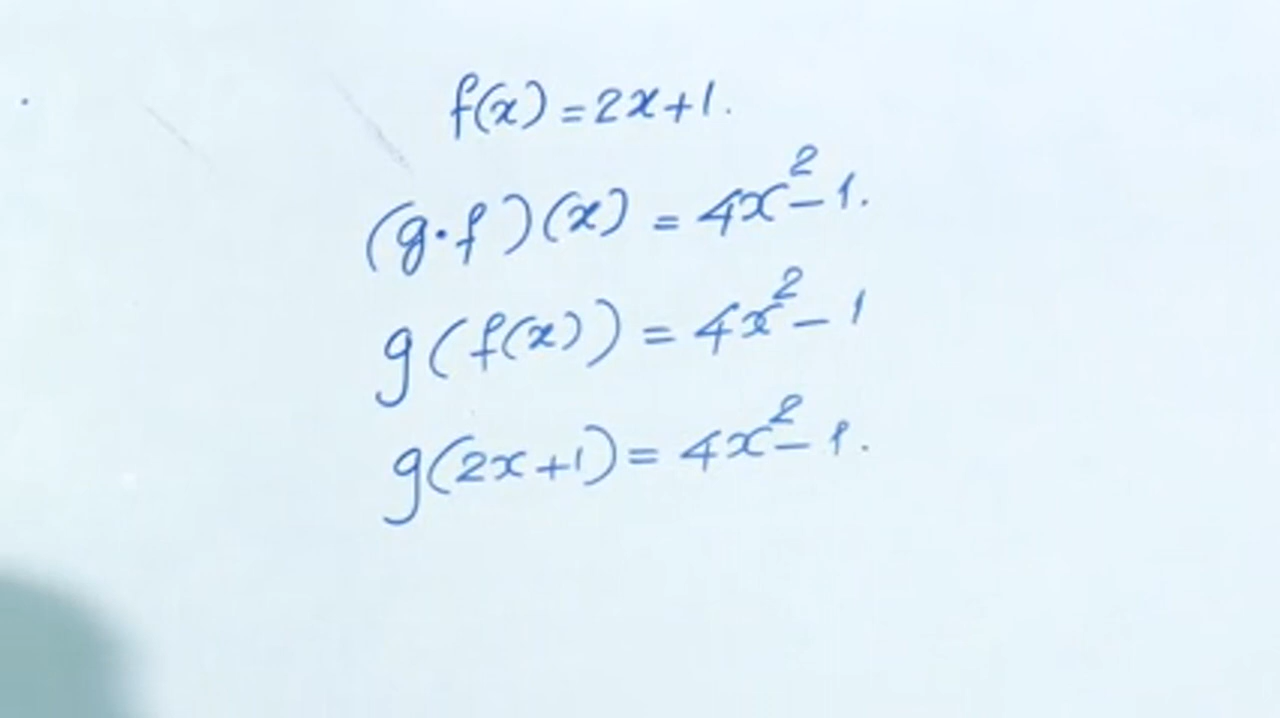 f(x) = 2x+1.
(g·f)(x) = 4x²-1.
g(f(x)) = 4x²-1
g(2x+1) = 4x²-1.